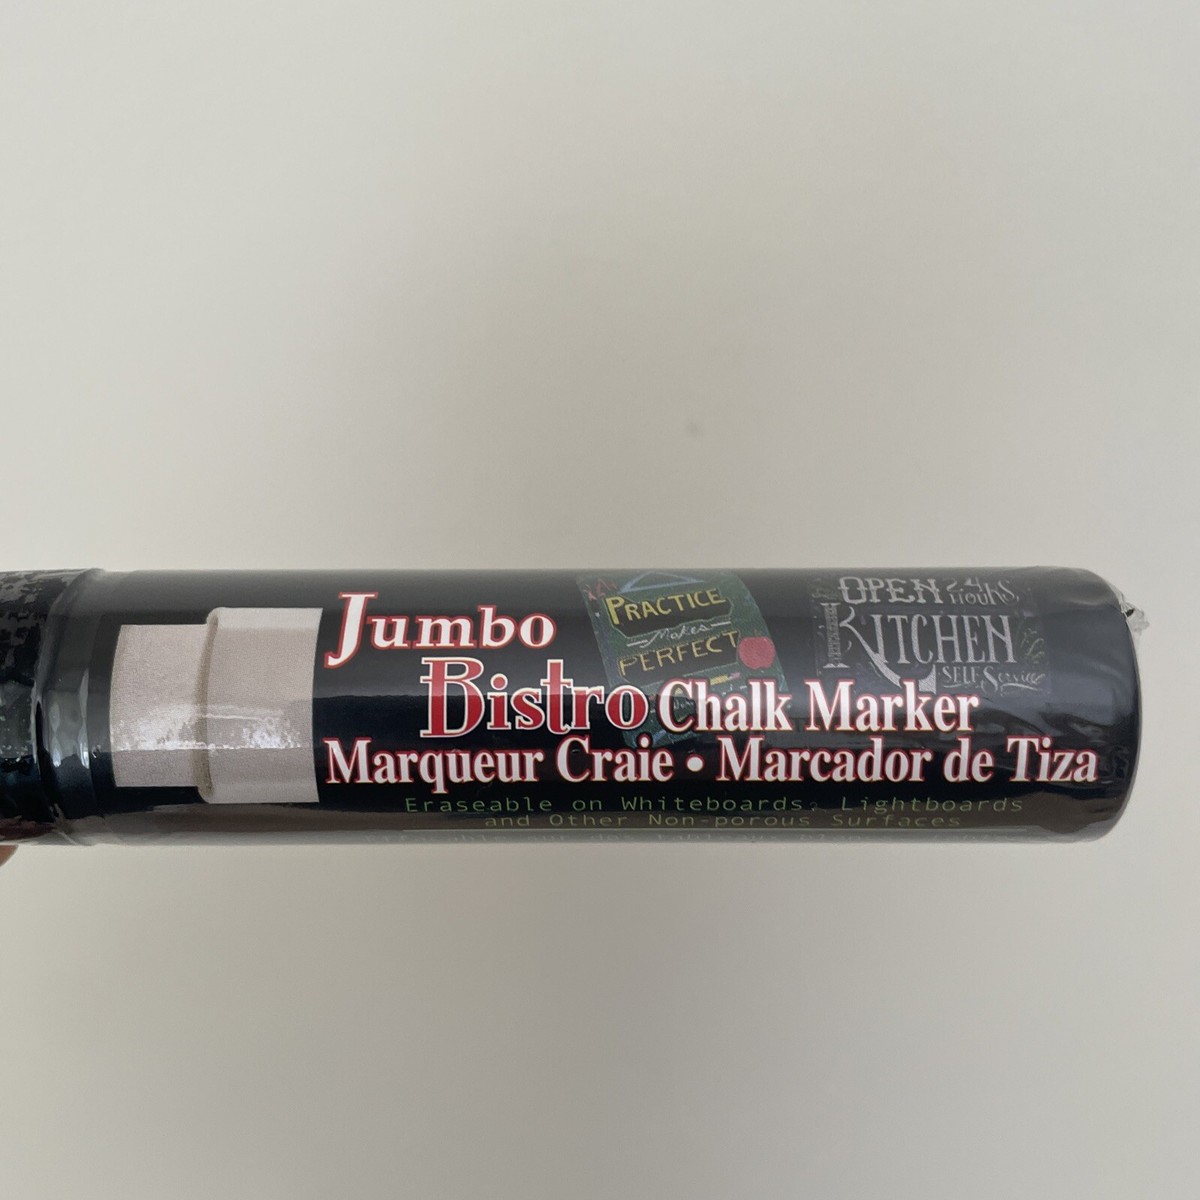 Jumbo
Bistro Chalk Marker
Marqueur Craie • Marcador de Tiza
Eraseable on Whiteboards, Lightboards
and Other Non-porous Surfaces
PRACTICE
Makes
PERFECT
OPEN 24
HOURS
KITCHEN
SELF Service